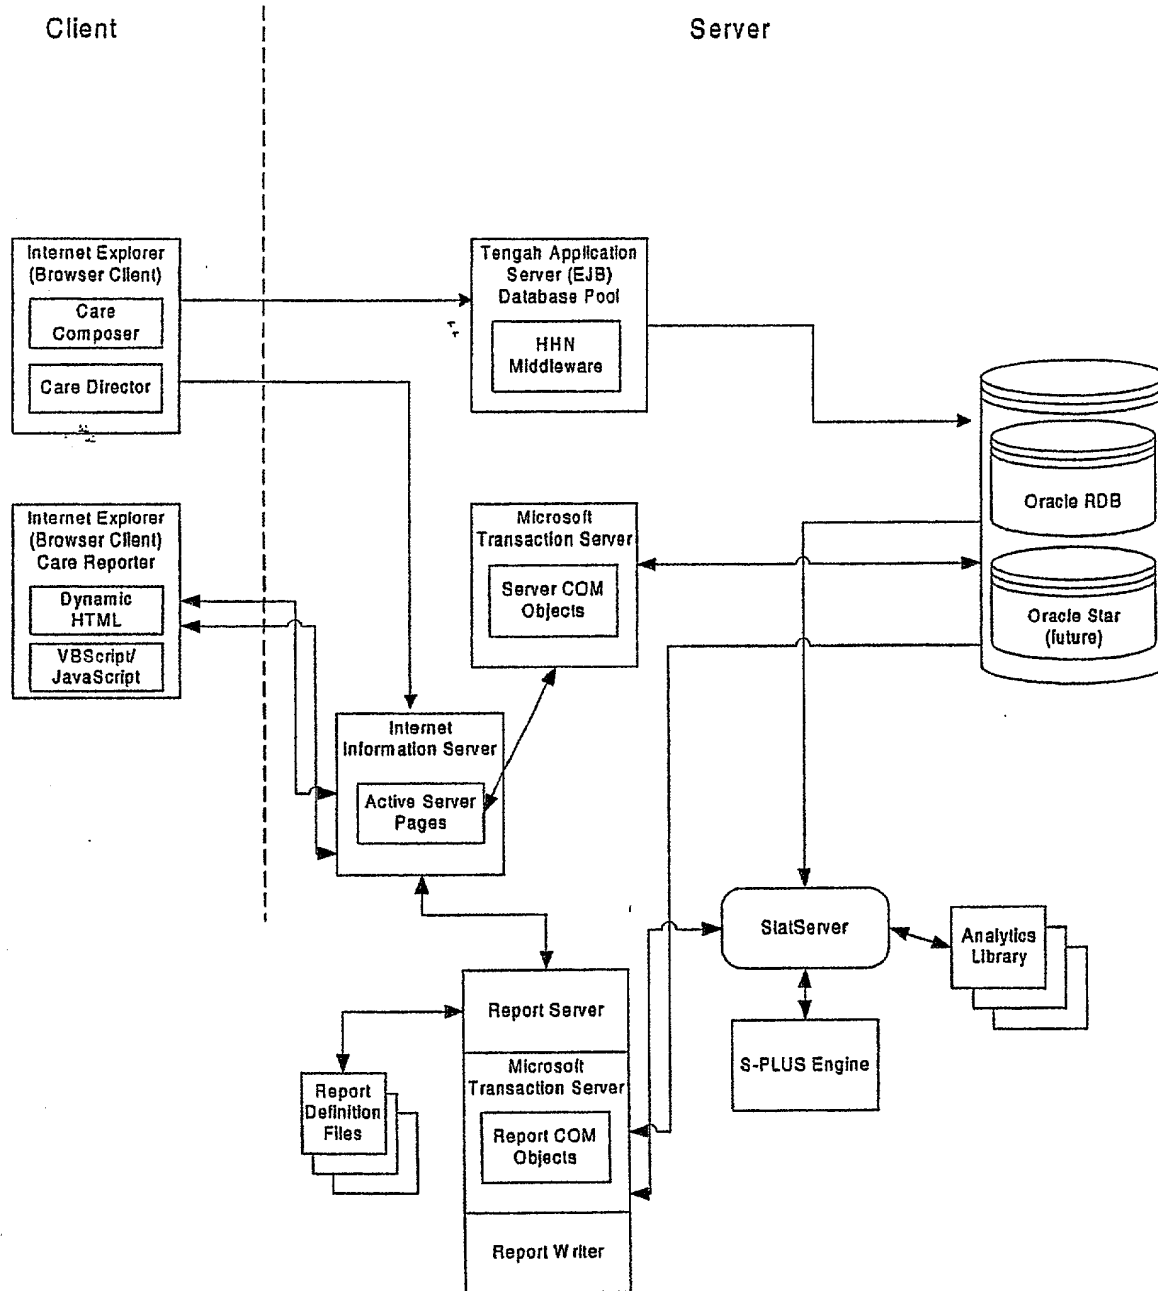 Client
Server
Internet Explorer
(Browser Client)
Care
Composer
Care Director
Tengah Application
Server (EJB)
Database Pool
HHN
Middleware
Oracle RDB
Oracle Star
(future)
Internet Explorer
(Browser Client)
Care Reporter
Dynamic
HTML
VBScript/
JavaScript
Microsoft
Transaction Server
Server COM
Objects
Internet
Information Server
Active Server
Pages
StatServer
Analytics
Library
S-PLUS Engine
Report Server
Microsoft
Transaction Server
Report COM
Objects
Report Writer
Report
Definition
Files